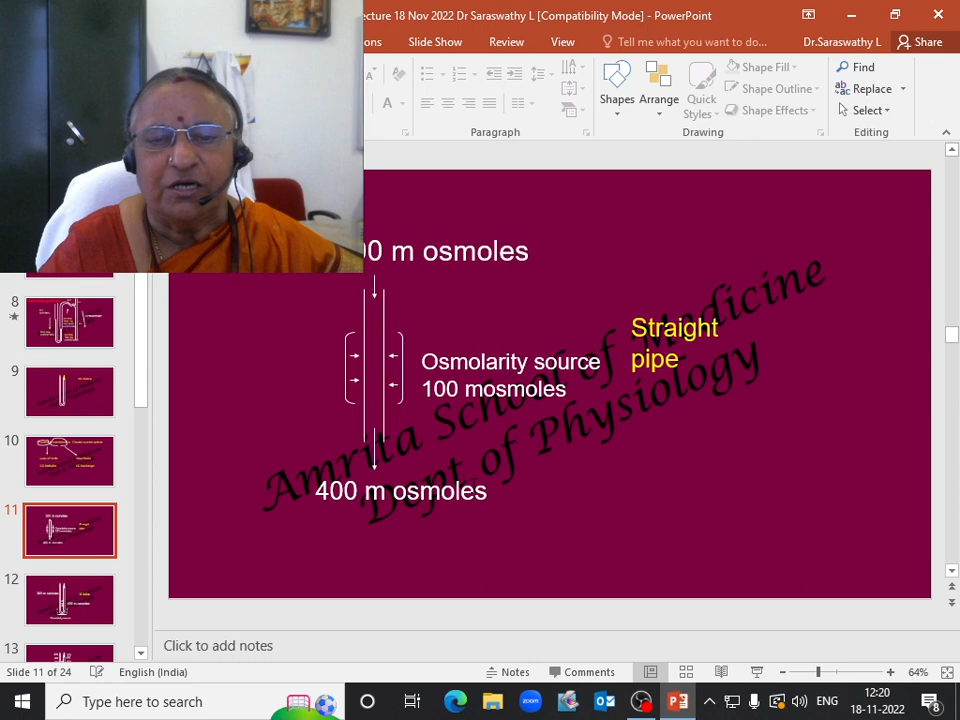 ecture 18 Nov 2022 Dr Saraswathy L [Compatibility Mode] - PowerPoint
ons Slide Show Review View Tell me what you want to do... Dr.Saraswathy L Share
Shapes Arrange Quick Styles
Shape Fill
Shape Outline
Shape Effects
Find
Replace
Select
Paragraph Drawing Editing
00 m osmoles
Straight
pipe
Osmolarity source
100 mosmoles
400 m osmoles
Amrita School of Medicine
Dept of Physiology
8
9
10
11
12
13
Click to add notes
Slide 11 of 24 English (India) Notes Comments 64%
Type here to search
ENG
12:20
18-11-2022
8